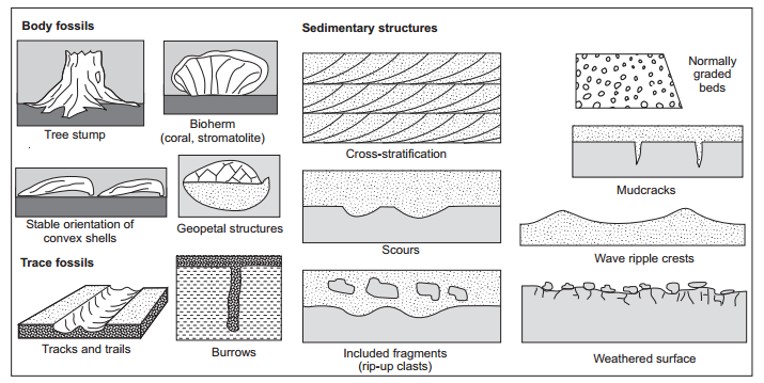 Body fossils
Tree stump
Bioherm
(coral, stromatolite)
Stable orientation of
convex shells
Geopetal structures
Trace fossils
Tracks and trails
Burrows
Sedimentary structures
Cross-stratification
Scours
Included fragments
(rip-up clasts)
Normally
graded
beds
Mudcracks
Wave ripple crests
Weathered surface